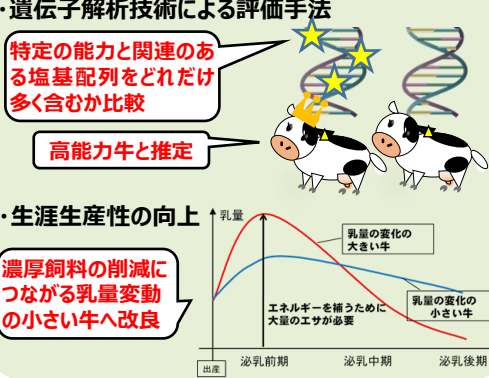 ・遺伝子解析技術による評価手法
特定の能力と関連のあ
る塩基配列をどれだけ
多く含むか比較
高能力牛と推定
・生涯生産性の向上
濃厚飼料の削減に
つながる乳量変動
の小さい牛へ改良
乳量
乳量の変化の
大きい牛
乳量の変化の
小さい牛
エネルギーを補うために
大量のエサが必要
出産
泌乳前期
泌乳中期
泌乳後期